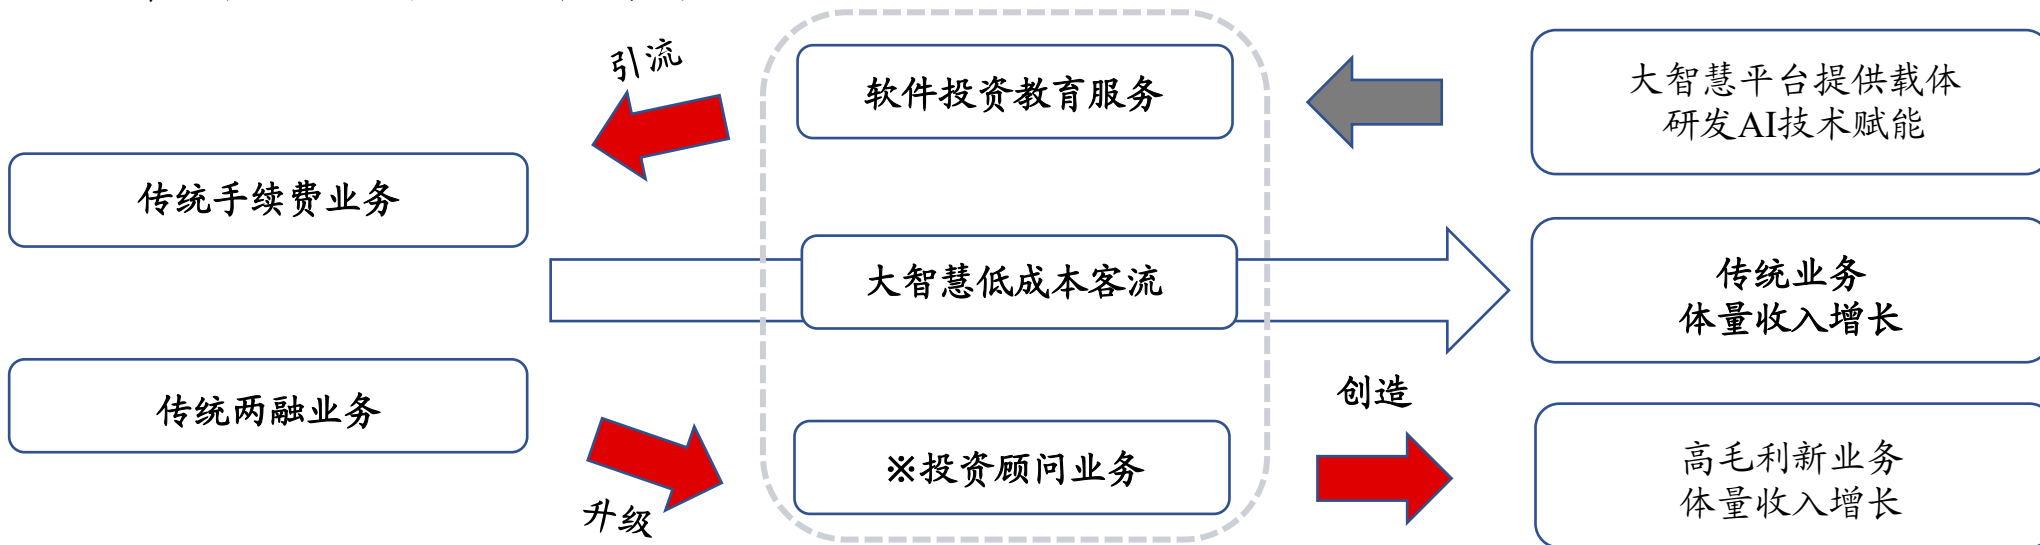 引流
软件投资教育服务
大智慧平台提供载体
研发AI技术赋能
传统手续费业务
大智慧低成本客流
传统业务
体量收入增长
传统两融业务
创造
※投资顾问业务
升级
高毛利新业务
体量收入增长